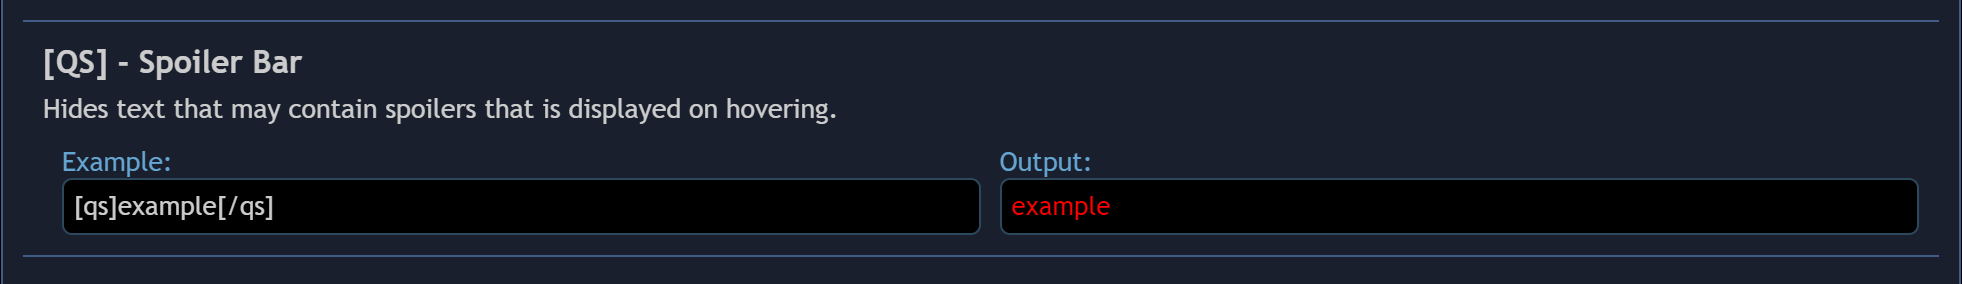 [QS] - Spoiler Bar
Hides text that may contain spoilers that is displayed on hovering.
Example:
[qs]example[/qs]
Output:
example